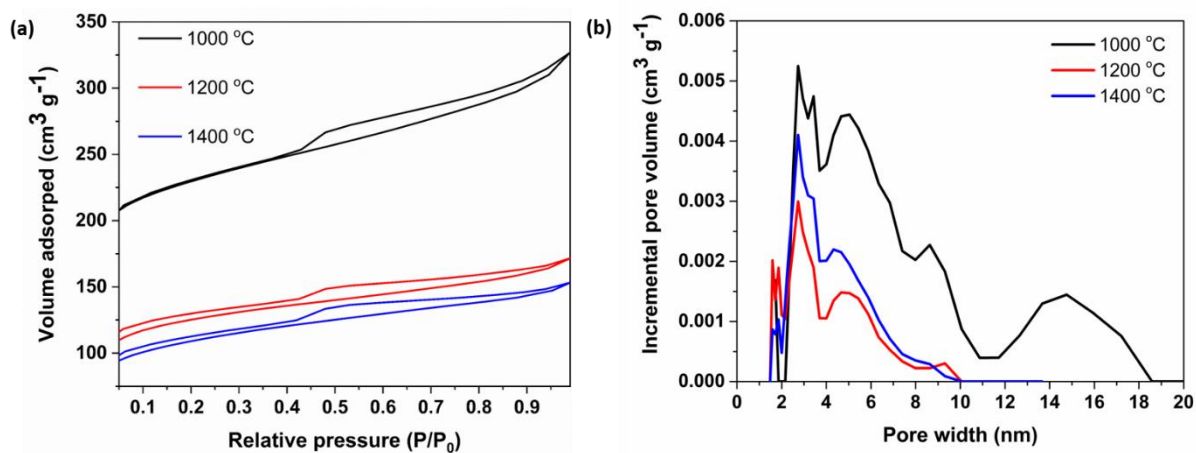 (a)
350
300
250
200
150
100
Volume adsorped (cm³ g⁻¹)
1000 °C
1200 °C
1400 °C
0.1 0.2 0.3 0.4 0.5 0.6 0.7 0.8 0.9
Relative pressure (P/P₀)
(b)
0.006
0.005
0.004
0.003
0.002
0.001
0.000
Incremental pore volume (cm³ g⁻¹)
1000 °C
1200 °C
1400 °C
0 2 4 6 8 10 12 14 16 18 20
Pore width (nm)